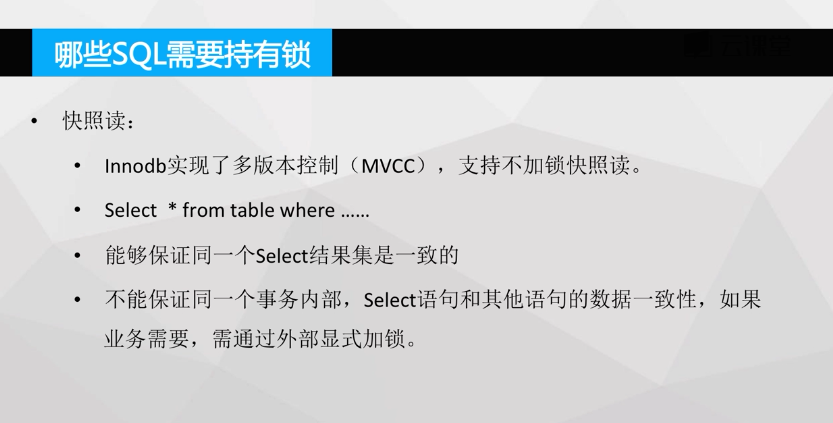 哪些SQL需要持有锁
• 快照读：
• Innodb实现了多版本控制（MVCC），支持不加锁快照读。
• Select * from table where ......
• 能够保证同一个Select结果集是一致的
• 不能保证同一个事务内部，Select语句和其他语句的数据一致性，如果
业务需要，需通过外部显式加锁。